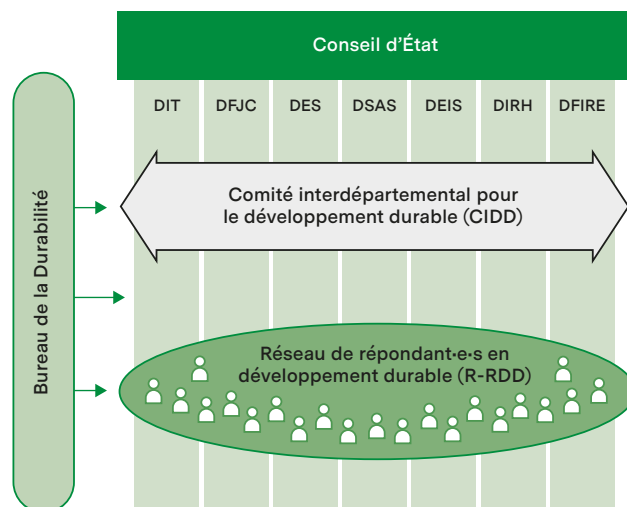 Conseil d'État
DIT DFJC DES DSAS DEIS DIRH DFIRE
Bureau de la Durabilité
Comité interdépartemental pour
le développement durable (CIDD)
Réseau de répondant·e·s en
développement durable (R-RDD)